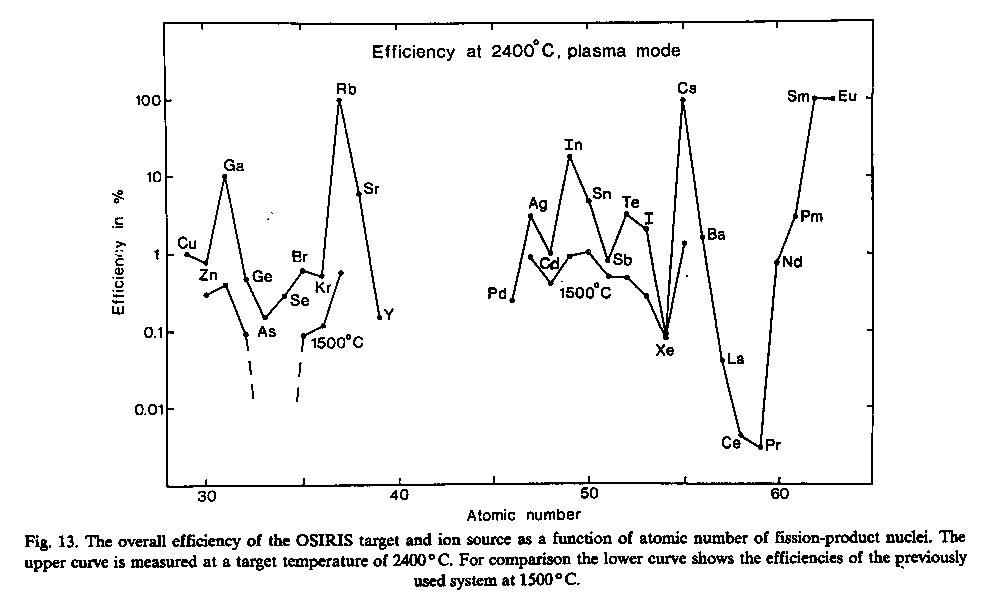 Efficiency at 2400°C, plasma mode
Efficiency in %
100
10
1
0.1
0.01
Cu
Zn
Ga
Ge
As
Se
Br
Kr
Rb
Sr
Y
1500°C
Pd
Ag
Cd
In
Sn
Sb
Te
I
Xe
1500°C
Cs
Ba
La
Ce
Pr
Nd
Pm
Sm
Eu
30
40
50
60
Atomic number
Fig. 13. The overall efficiency of the OSIRIS target and ion source as a function of atomic number of fission-product nuclei. The
upper curve is measured at a target temperature of 2400°C. For comparison the lower curve shows the efficiencies of the previously
used system at 1500°C.